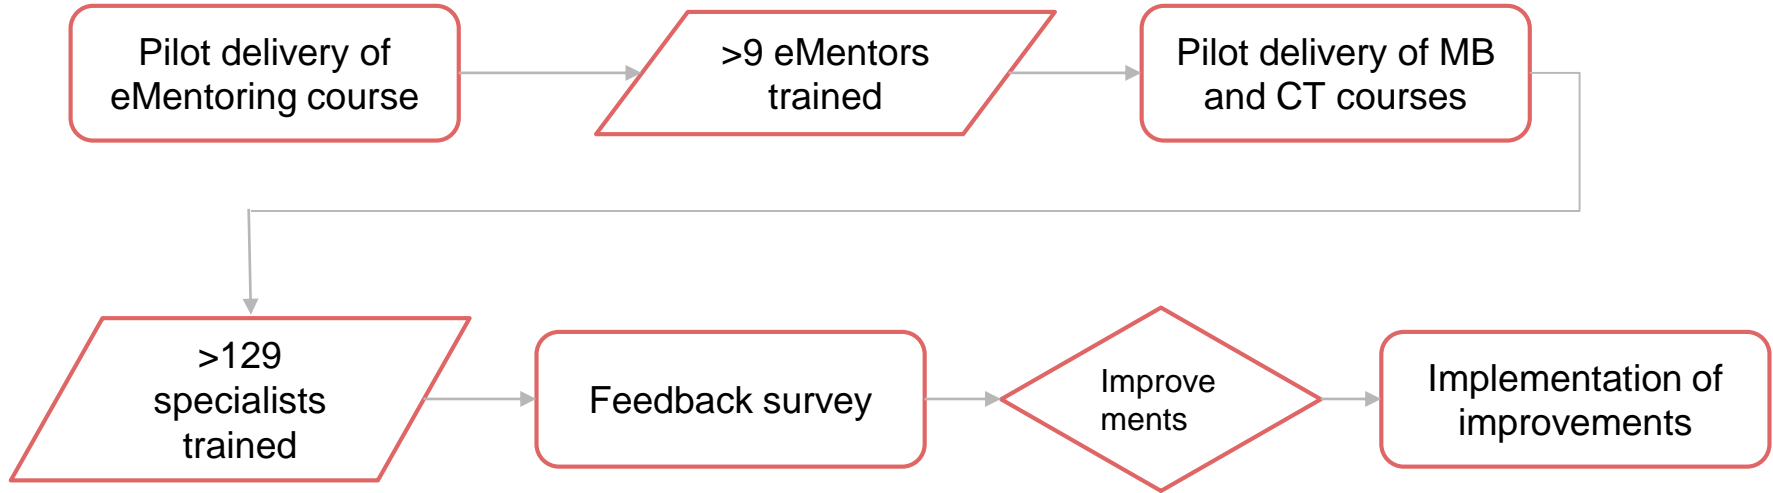 Pilot delivery of
eMentoring course
>9 eMentors
trained
Pilot delivery of MB
and CT courses
>129
specialists
trained
Feedback survey
Improve
ments
Implementation of
improvements